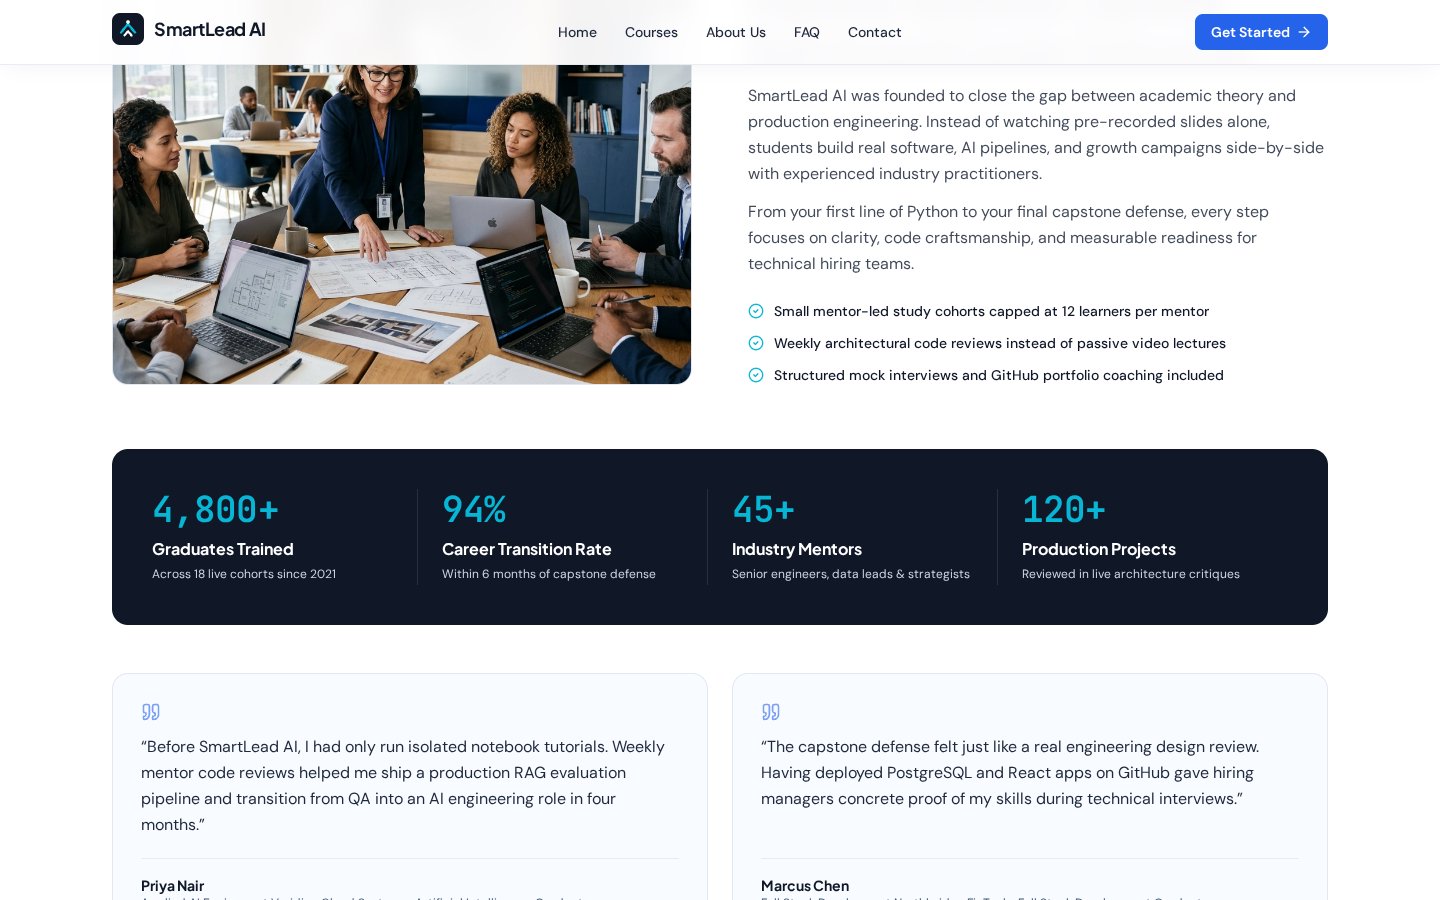 SmartLead AI
Home
Courses
About Us
FAQ
Contact
Get Started
SmartLead AI was founded to close the gap between academic theory and
production engineering. Instead of watching pre-recorded slides alone,
students build real software, AI pipelines, and growth campaigns side-by-side
with experienced industry practitioners.
From your first line of Python to your final capstone defense, every step
focuses on clarity, code craftsmanship, and measurable readiness for
technical hiring teams.
Small mentor-led study cohorts capped at 12 learners per mentor
Weekly architectural code reviews instead of passive video lectures
Structured mock interviews and GitHub portfolio coaching included
4,800+
Graduates Trained
Across 18 live cohorts since 2021
94%
Career Transition Rate
Within 6 months of capstone defense
45+
Industry Mentors
Senior engineers, data leads & strategists
120+
Production Projects
Reviewed in live architecture critiques
“Before SmartLead AI, I had only run isolated notebook tutorials. Weekly
mentor code reviews helped me ship a production RAG evaluation
pipeline and transition from QA into an AI engineering role in four
months.”
Priya Nair
“The capstone defense felt just like a real engineering design review.
Having deployed PostgreSQL and React apps on GitHub gave hiring
managers concrete proof of my skills during technical interviews.”
Marcus Chen